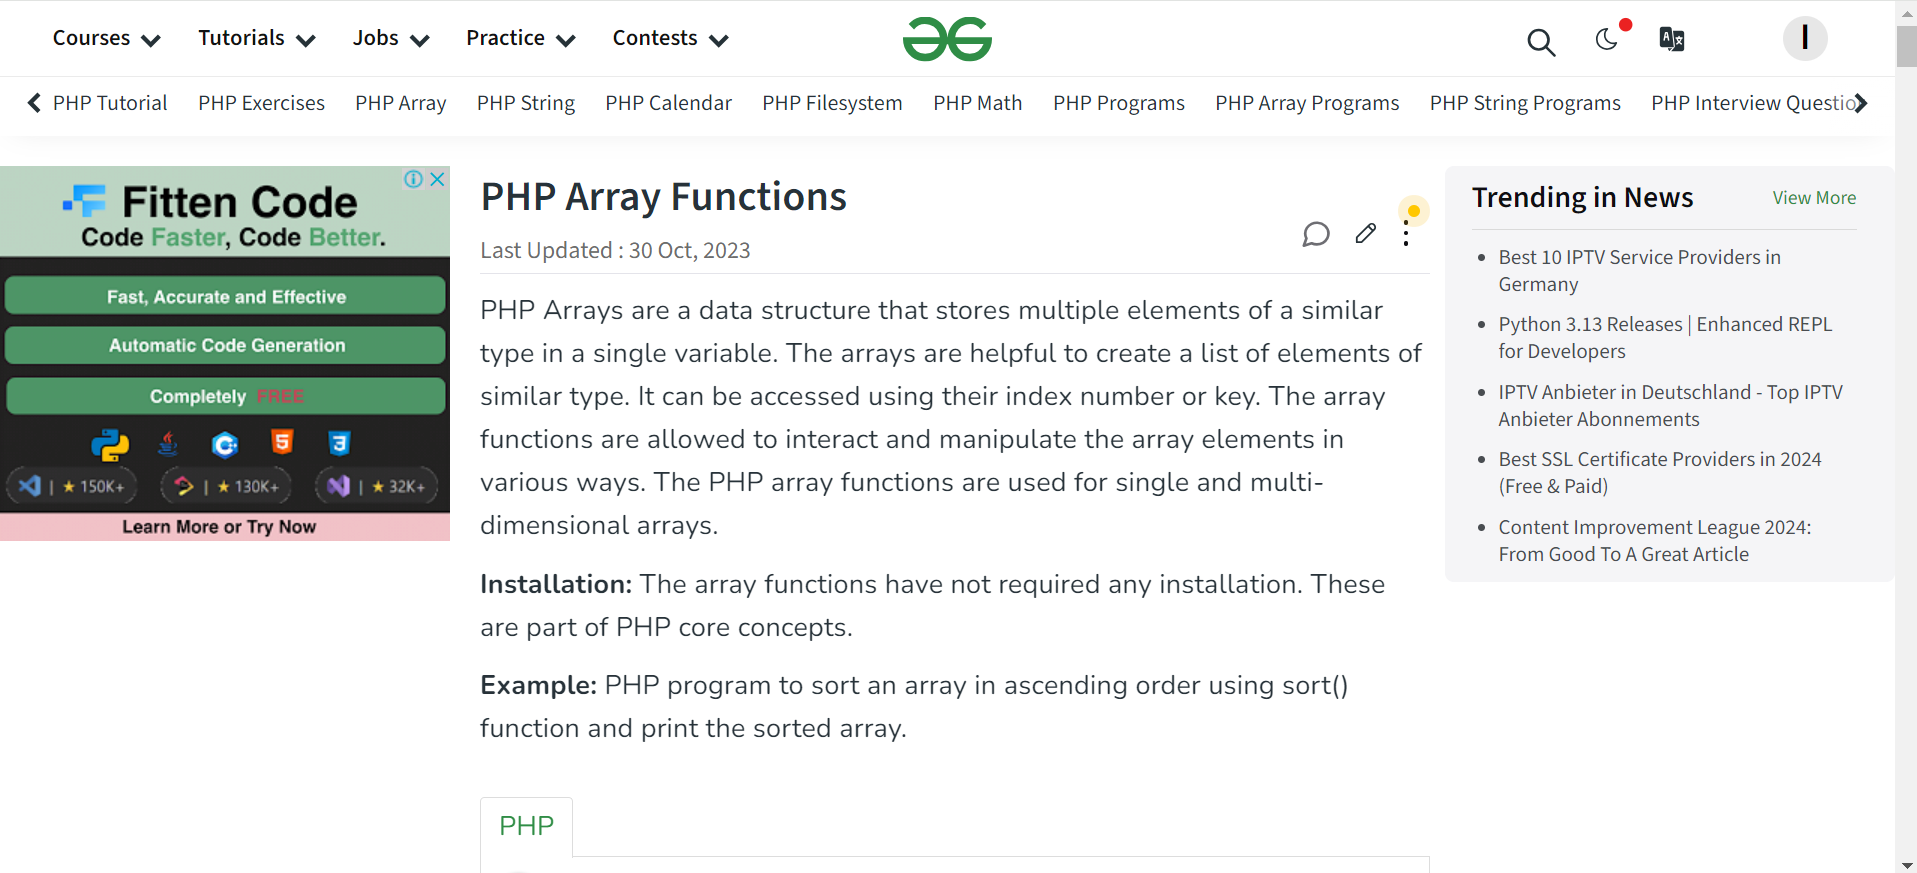 Courses Tutorials Jobs Practice Contests
PHP Tutorial PHP Exercises PHP Array PHP String PHP Calendar PHP Filesystem PHP Math PHP Programs PHP Array Programs PHP String Programs PHP Interview Questio
Fitten Code
Code Faster, Code Better.
Fast, Accurate and Effective
Automatic Code Generation
Completely FREE
| ★ 150K+ | ★ 130K+ | ★ 32K+
Learn More or Try Now
PHP Array Functions
Last Updated : 30 Oct, 2023
PHP Arrays are a data structure that stores multiple elements of a similar
type in a single variable. The arrays are helpful to create a list of elements of
similar type. It can be accessed using their index number or key. The array
functions are allowed to interact and manipulate the array elements in
various ways. The PHP array functions are used for single and multi-
dimensional arrays.
Installation: The array functions have not required any installation. These
are part of PHP core concepts.
Example: PHP program to sort an array in ascending order using sort()
function and print the sorted array.
PHP
Trending in News View More
Best 10 IPTV Service Providers in
Germany
Python 3.13 Releases | Enhanced REPL
for Developers
IPTV Anbieter in Deutschland - Top IPTV
Anbieter Abonnements
Best SSL Certificate Providers in 2024
(Free & Paid)
Content Improvement League 2024:
From Good To A Great Article